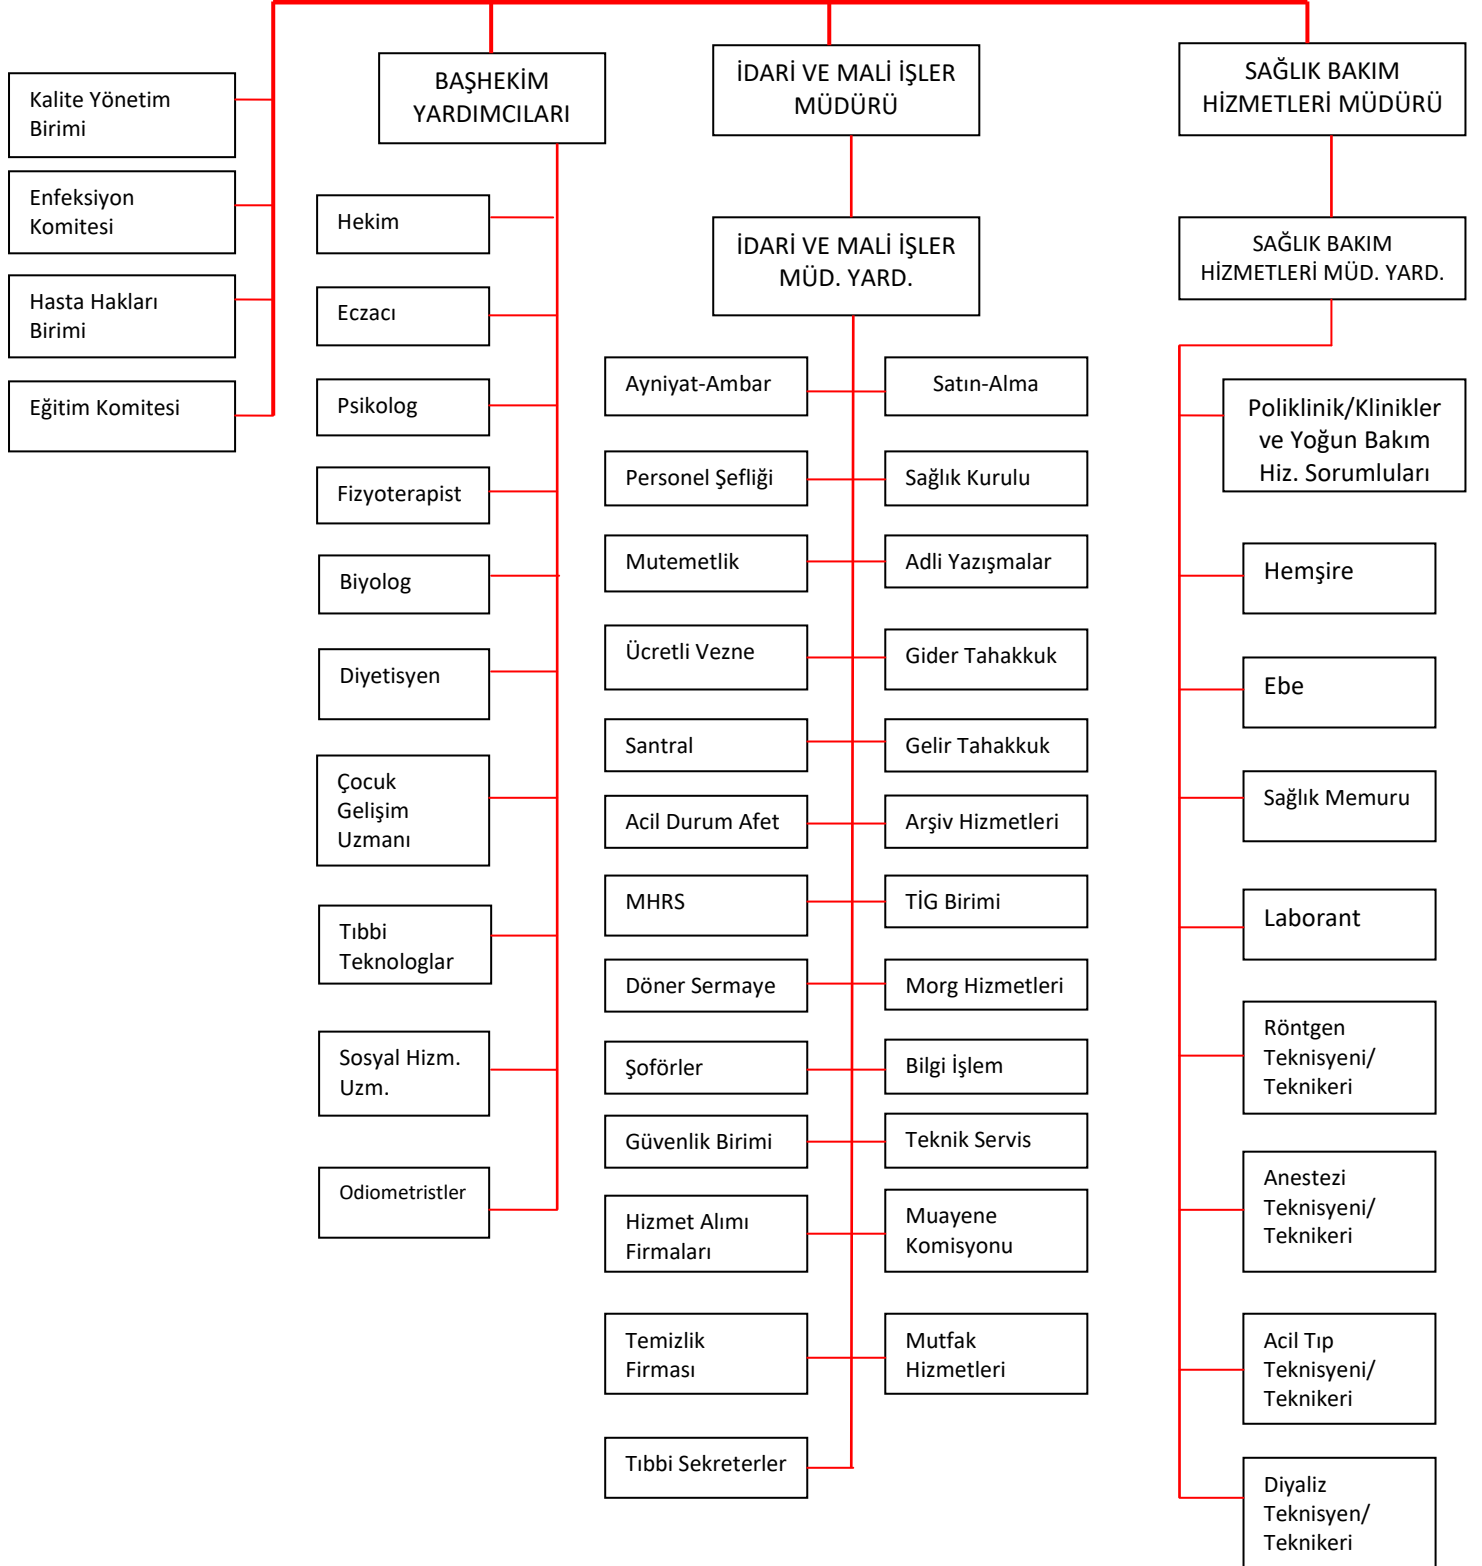 Kalite Yönetim
Birimi
Enfeksiyon
Komitesi
Hasta Hakları
Birimi
Eğitim Komitesi
BAŞHEKİM
YARDIMCILARI
Hekim
Eczacı
Psikolog
Fizyoterapist
Biyolog
Diyetisyen
Çocuk
Gelişim
Uzmanı
Tıbbi
Teknologlar
Sosyal Hizm.
Uzm.
Odiometristler
İDARİ VE MALİ İŞLER
MÜDÜRÜ
İDARİ VE MALİ İŞLER
MÜD. YARD.
Ayniyat-Ambar
Satın-Alma
Personel Şefliği
Sağlık Kurulu
Mutemetlik
Adli Yazışmalar
Ücretli Vezne
Gider Tahakkuk
Santral
Gelir Tahakkuk
Acil Durum Afet
Arşiv Hizmetleri
MHRS
TİG Birimi
Döner Sermaye
Morg Hizmetleri
Şoförler
Bilgi İşlem
Güvenlik Birimi
Teknik Servis
Hizmet Alımı
Firmaları
Muayene
Komisyonu
Temizlik
Firması
Mutfak
Hizmetleri
Tıbbi Sekreterler
SAĞLIK BAKIM
HİZMETLERİ MÜDÜRÜ
SAĞLIK BAKIM
HİZMETLERİ MÜD. YARD.
Poliklinik/Klinikler
ve Yoğun Bakım
Hiz. Sorumluları
Hemşire
Ebe
Sağlık Memuru
Laborant
Röntgen
Teknisyeni/
Teknikeri
Anestezi
Teknisyeni/
Teknikeri
Acil Tıp
Teknisyeni/
Teknikeri
Diyaliz
Teknisyen/
Teknikeri